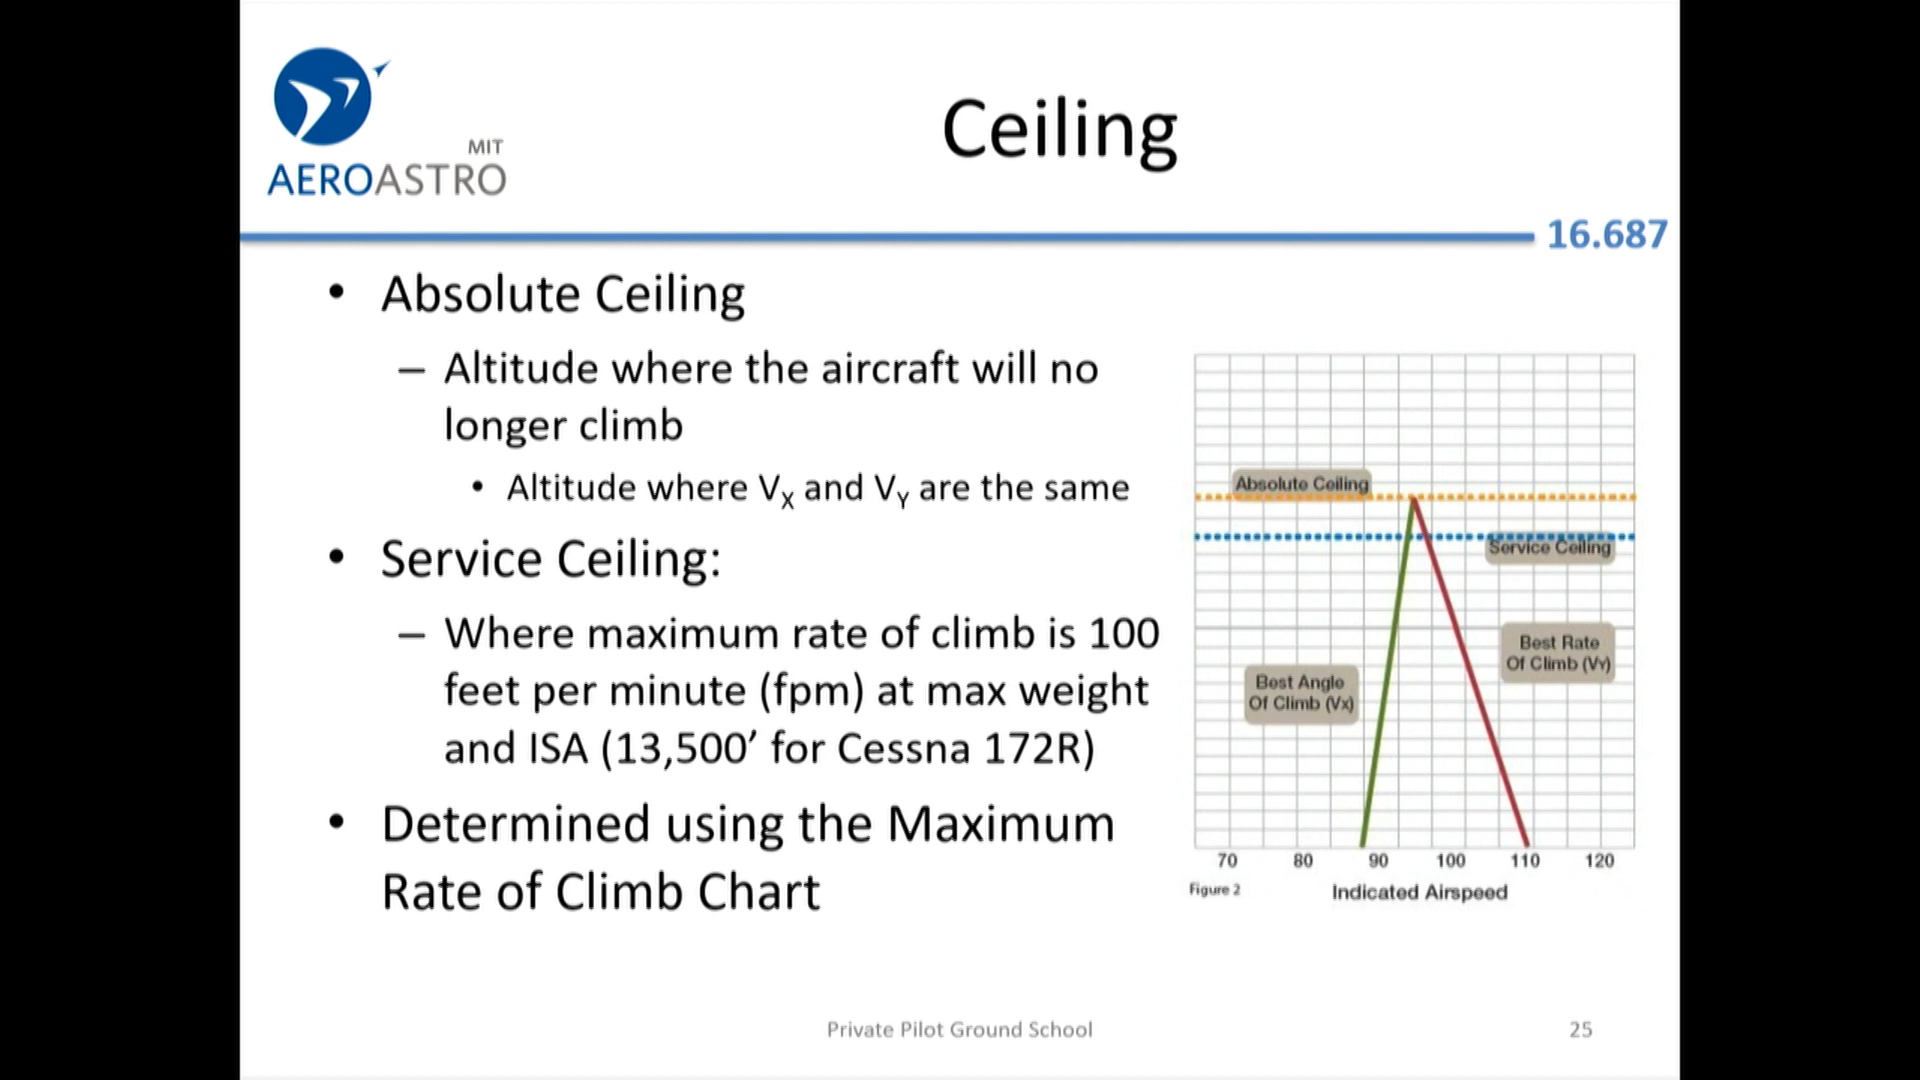 MIT
AEROASTRO
Ceiling
16.687
• Absolute Ceiling
– Altitude where the aircraft will no
longer climb
• Altitude where VX and VY are the same
• Service Ceiling:
– Where maximum rate of climb is 100
feet per minute (fpm) at max weight
and ISA (13,500’ for Cessna 172R)
• Determined using the Maximum
Rate of Climb Chart
Absolute Ceiling
Service Ceiling
Best Rate
Of Climb (VY)
Best Angle
Of Climb (Vx)
70 80 90 100 110 120
Figure 2
Indicated Airspeed
Private Pilot Ground School
25